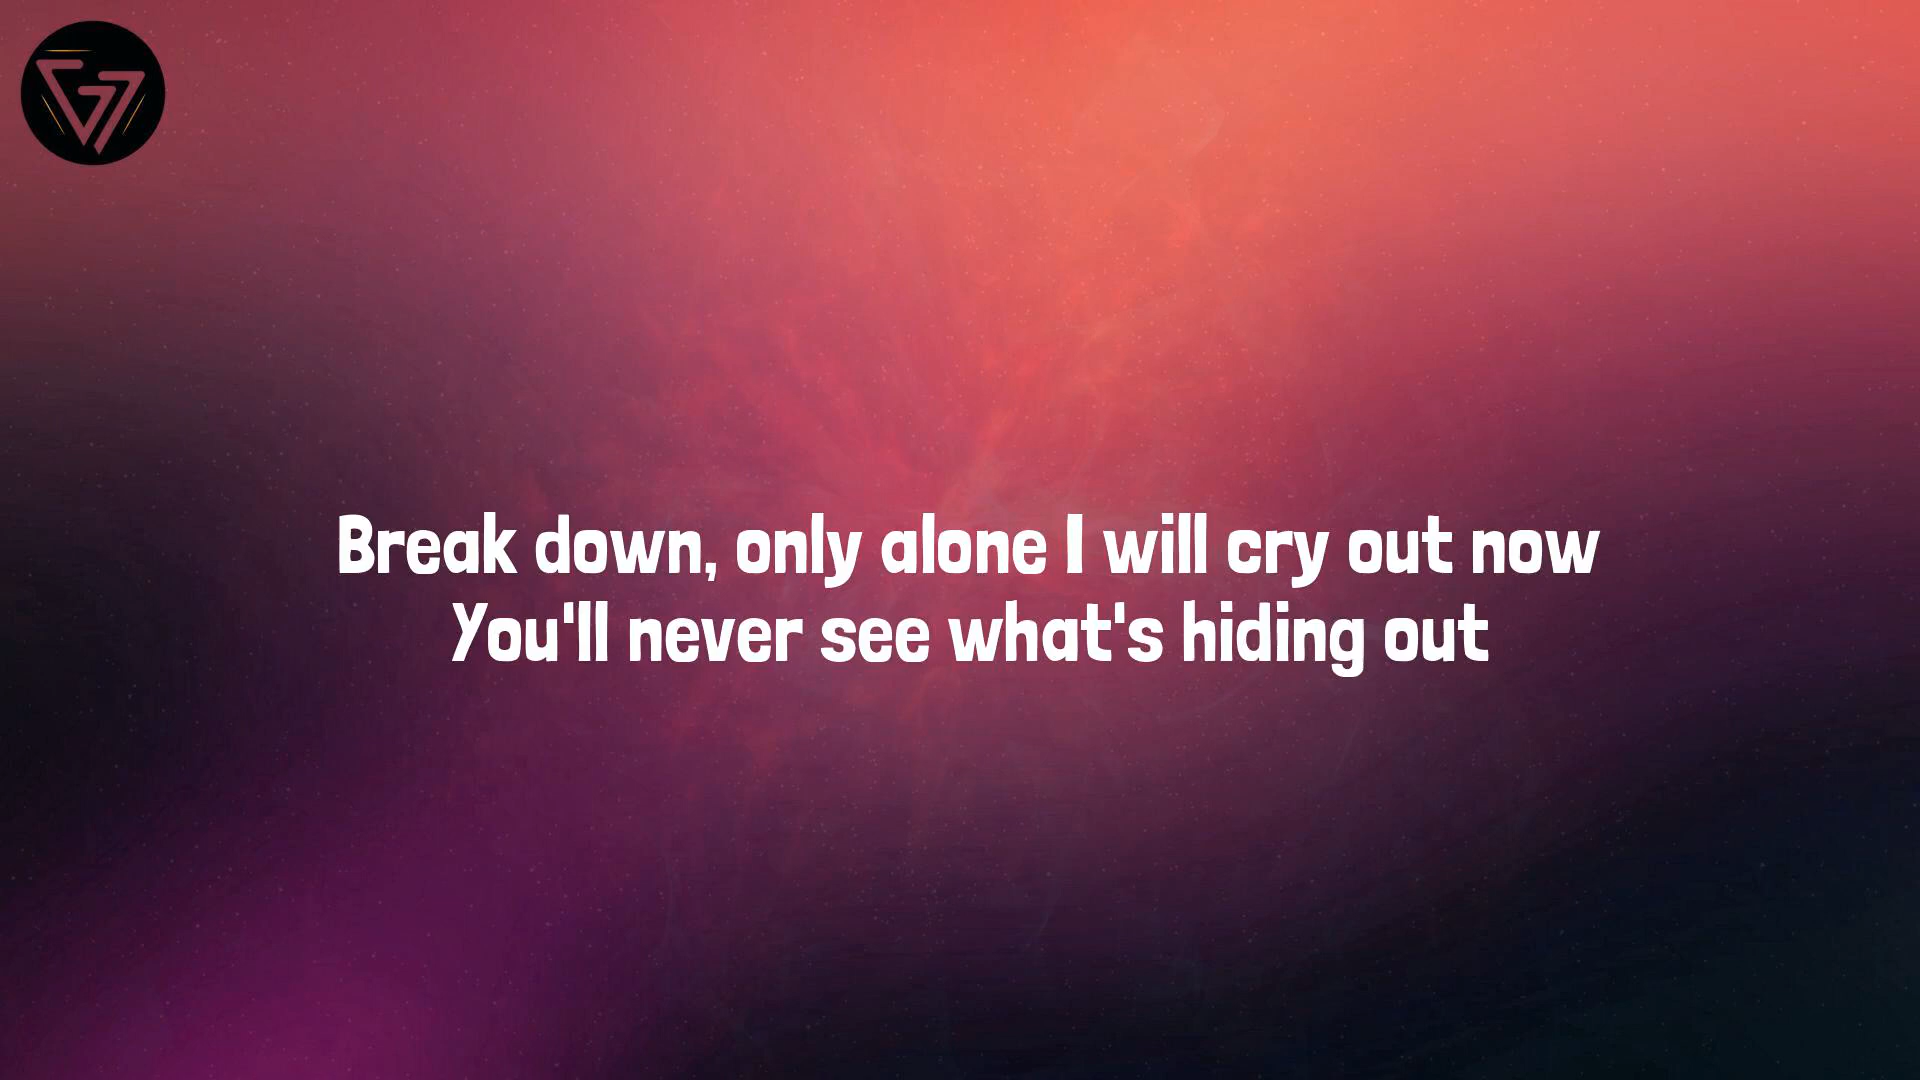 Break down, only alone I will cry out now
You'll never see what's hiding out